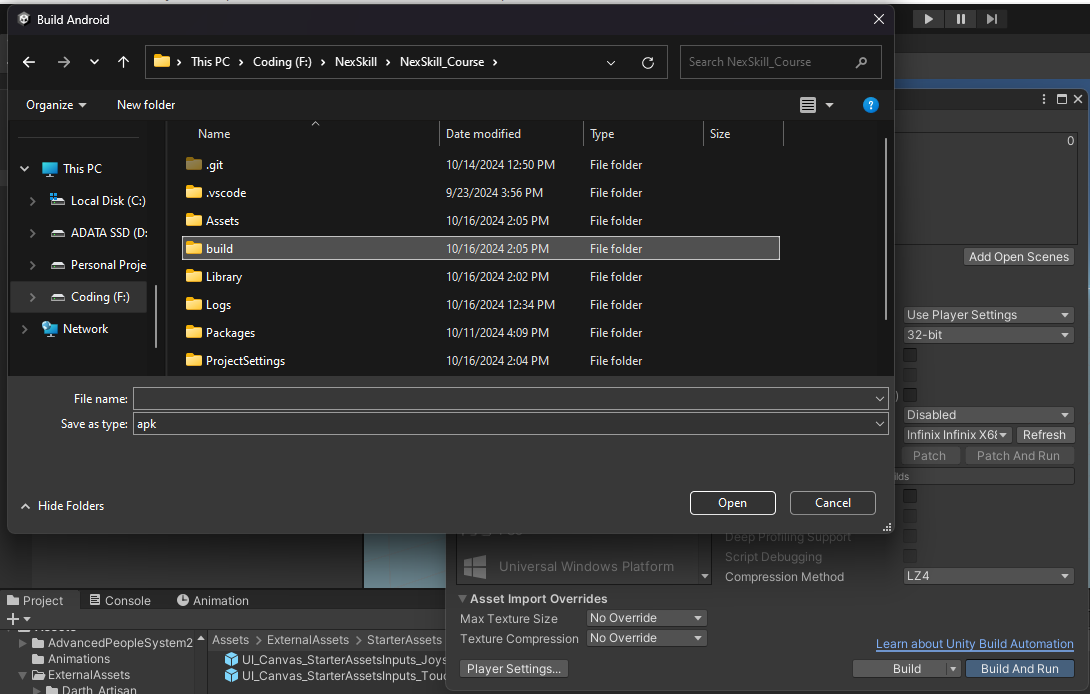 Build Android
This PC > Coding (F:) > NexSkill > NexSkill_Course >
Search NexSkill_Course
Organize
New folder
Name
Date modified
Type
Size
.git 10/14/2024 12:50 PM File folder
.vscode 9/23/2024 3:56 PM File folder
Assets 10/16/2024 2:05 PM File folder
build 10/16/2024 2:05 PM File folder
Library 10/16/2024 2:02 PM File folder
Logs 10/16/2024 12:34 PM File folder
Packages 10/11/2024 4:09 PM File folder
ProjectSettings 10/16/2024 2:04 PM File folder
This PC
Local Disk (C:)
ADATA SSD (D:
Personal Proje
Coding (F:)
Network
File name:
Save as type: apk
Hide Folders
Open
Cancel
0
Add Open Scenes
Use Player Settings
32-bit
Disabled
Infinix Infinix X68
Refresh
Patch
Patch And Run
Deep Profiling Support
Script Debugging
Compression Method
LZ4
Universal Windows Platform
Asset Import Overrides
Max Texture Size
No Override
Texture Compression
No Override
Player Settings...
Learn about Unity Build Automation
Build
Build And Run
Project
Console
Animation
Assets
AdvancedPeopleSystem2
Animations
ExternalAssets
Darth_Artisan
Assets > ExternalAssets > StarterAssets
UI_Canvas_StarterAssetsInputs_Joys
UI_Canvas_StarterAssetsInputs_Touc